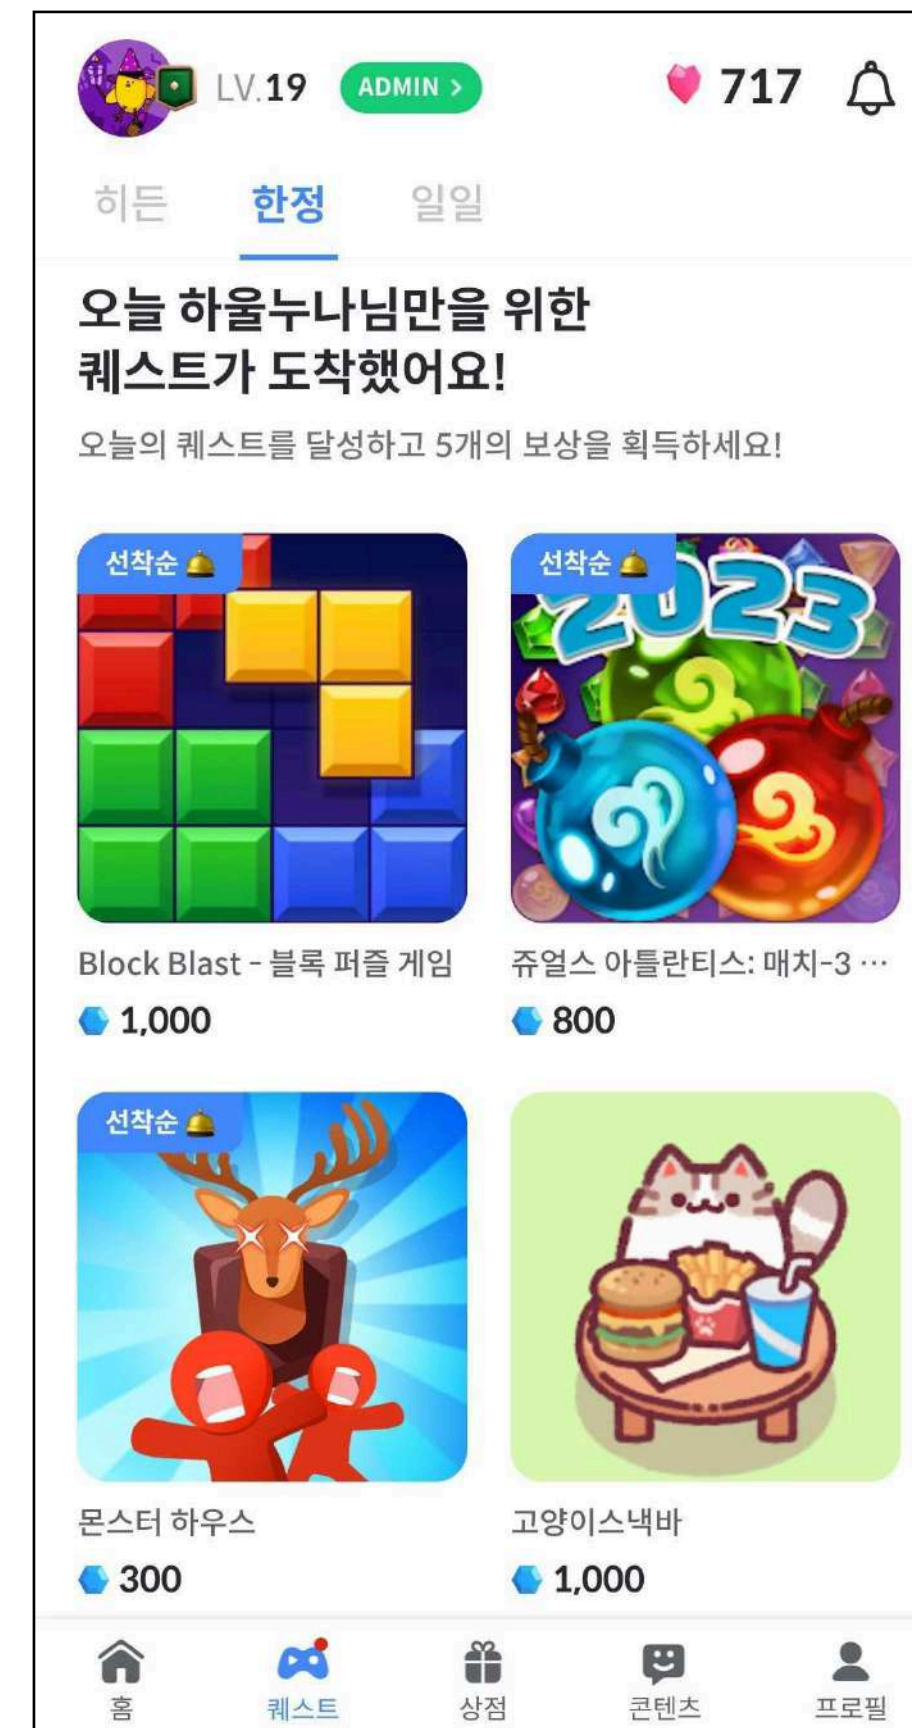 LV.19 ADMIN > 717
히든 한정 일일
오늘 하울누나님만을 위한
퀘스트가 도착했어요!
오늘의 퀘스트를 달성하고 5개의 보상을 획득하세요!
선착순 선착순
2023
Block Blast - 블록 퍼즐 게임 쥬얼스 아틀란티스: 매치-3 ···
1,000 800
선착순
몬스터 하우스 고양이스낵바
300 1,000
홈 퀘스트 상점 콘텐츠 프로필